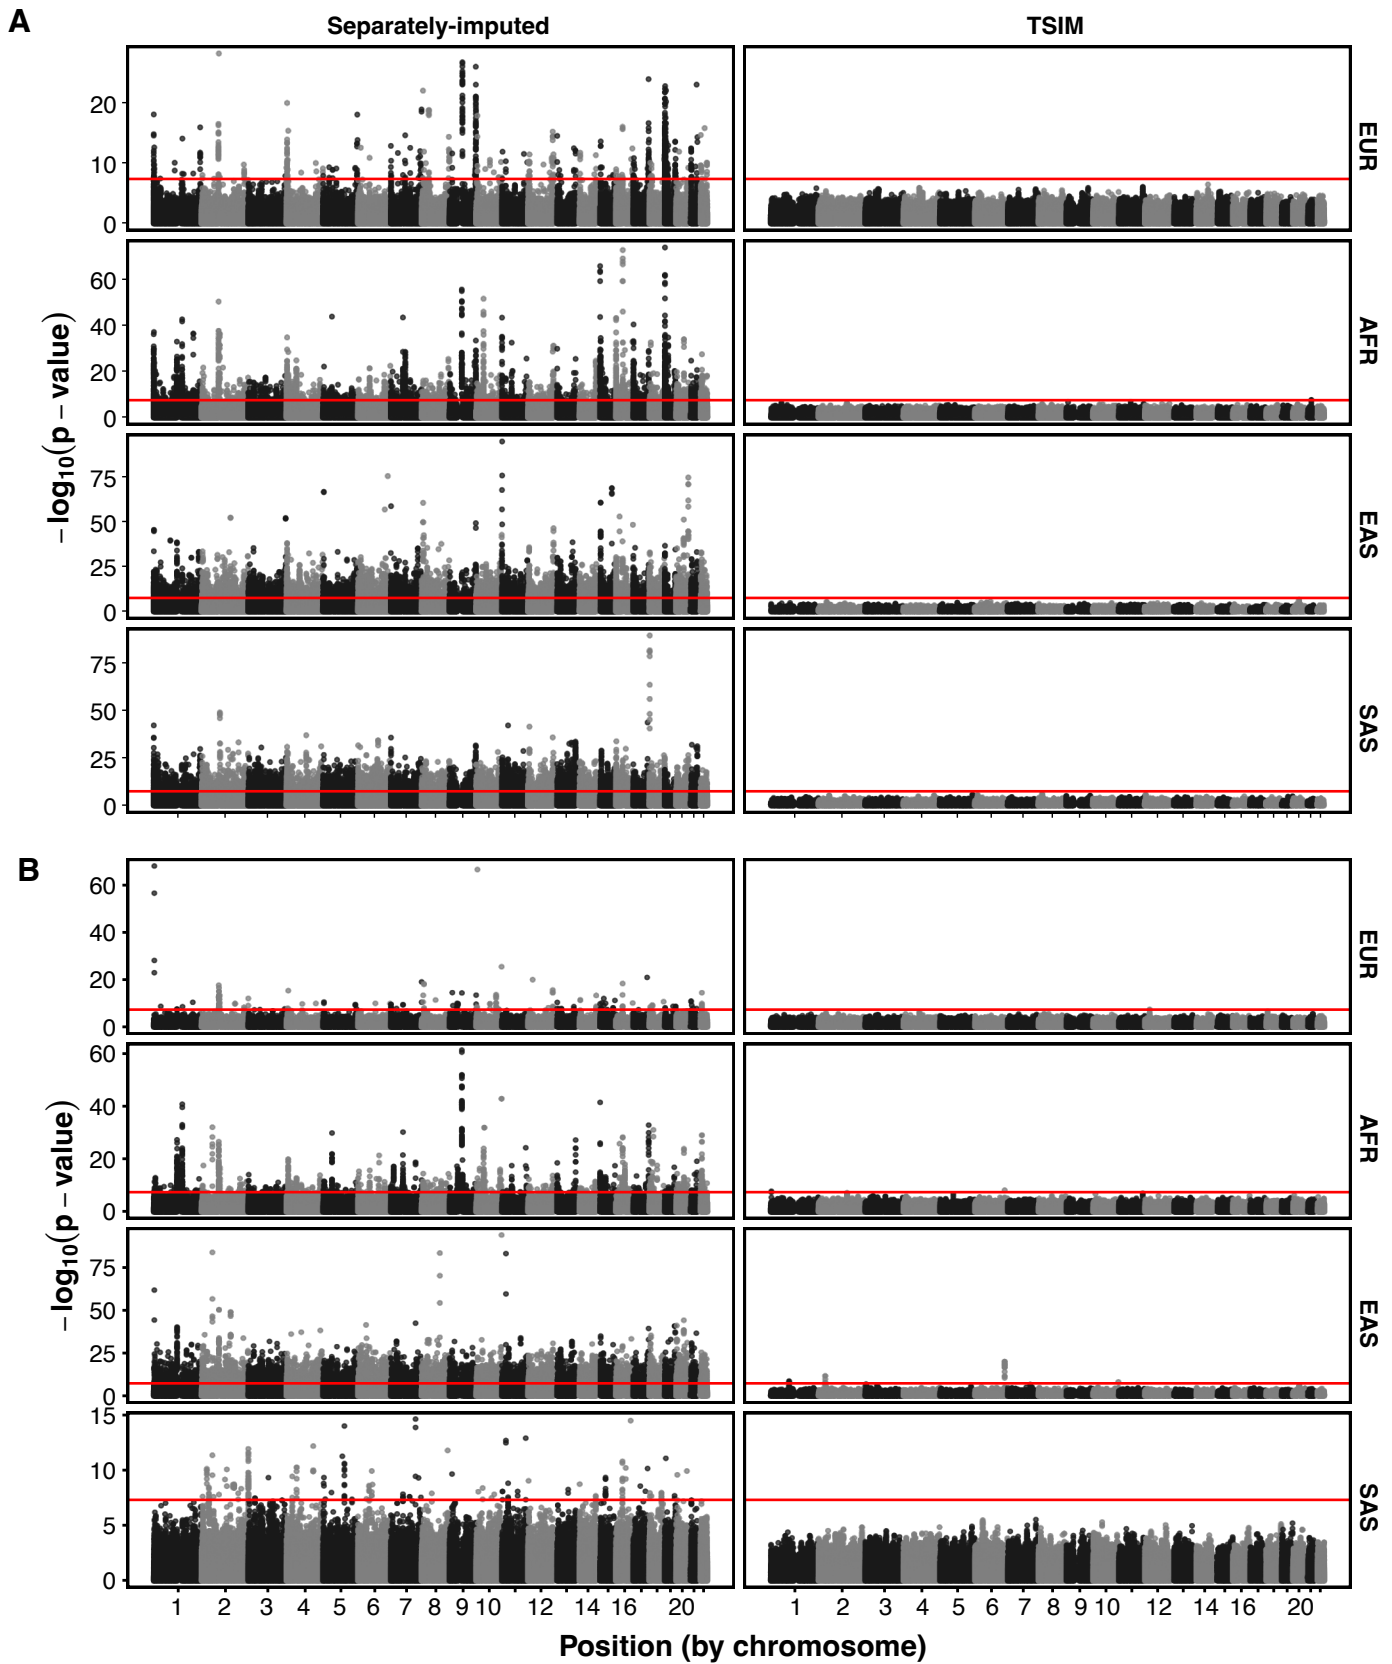 A
Separately-imputed TSIM
20
10
0
EUR
60
40
20
0
AFR
75
50
25
0
EAS
75
50
25
0
SAS
−log₁₀(p−value)
B
60
40
20
0
EUR
60
40
20
0
AFR
75
50
25
0
EAS
15
10
5
0
SAS
−log₁₀(p−value)
1 2 3 4 5 6 7 8 9 10 12 14 16 20 1 2 3 4 5 6 7 8 9 10 12 14 16 20
Position (by chromosome)